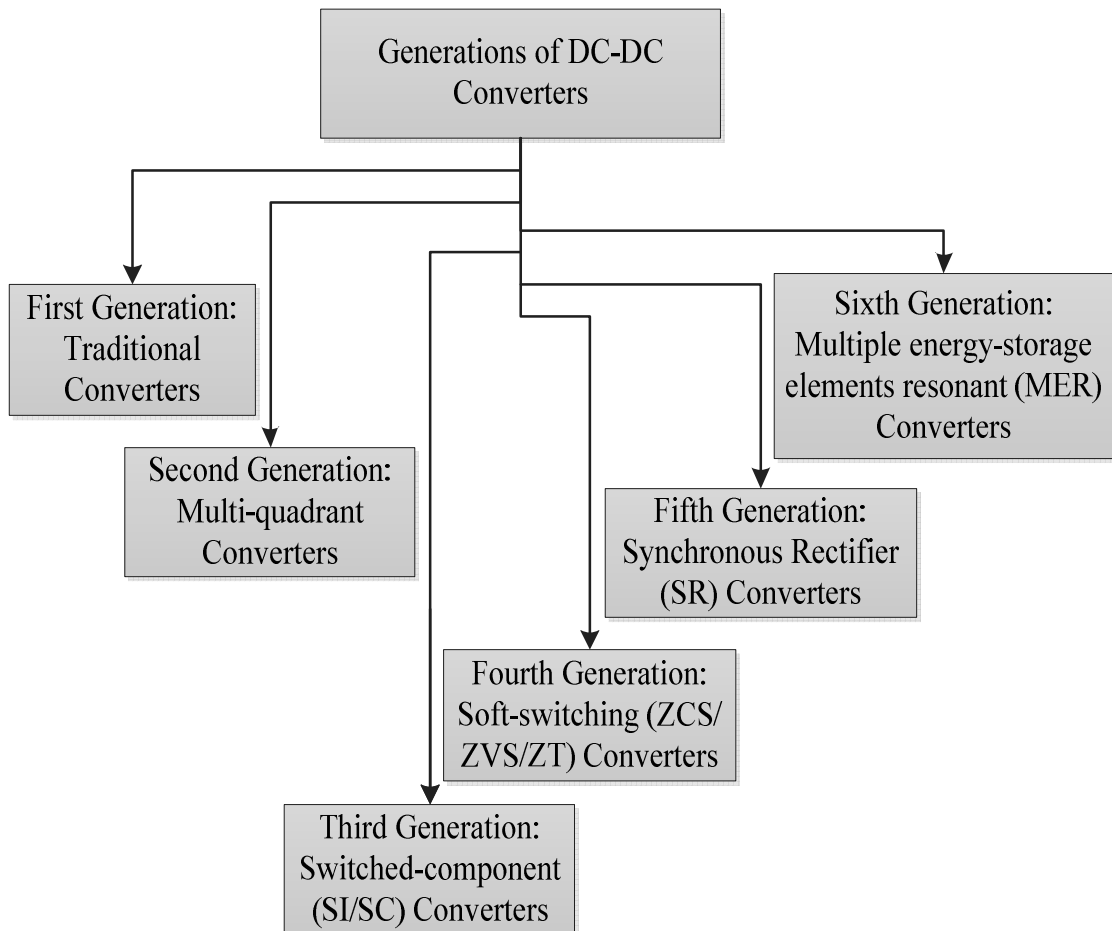 Generations of DC-DC
Converters
First Generation:
Traditional
Converters
Second Generation:
Multi-quadrant
Converters
Third Generation:
Switched-component
(SI/SC) Converters
Fourth Generation:
Soft-switching (ZCS/
ZVS/ZT) Converters
Fifth Generation:
Synchronous Rectifier
(SR) Converters
Sixth Generation:
Multiple energy-storage
elements resonant (MER)
Converters